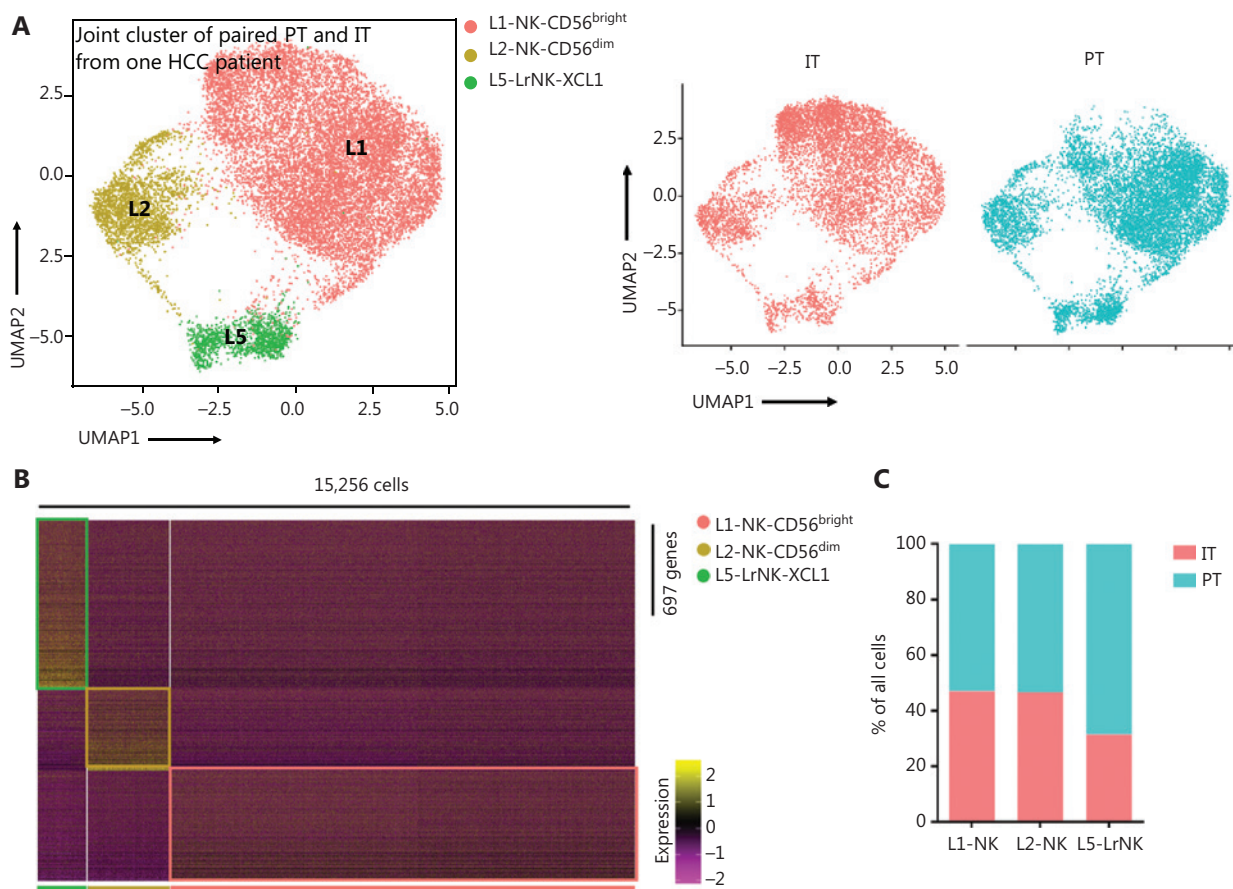 A
Joint cluster of paired PT and IT
from one HCC patient
L1-NK-CD56bright
L2-NK-CD56dim
L5-LrNK-XCL1
2.5
0.0
2.5
−5.0
L1
L2
L5
−5.0
−2.5
0.0
2.5
5.0
UMAP2
UMAP1
IT
PT
2.5
0.0
−2.5
−5
−5.0
−2.5
0.0
2.5
5.0
UMAP2
UMAP1
B
15,256 cells
697 genes
L1-NK-CD56bright
L2-NK-CD56dim
L5-LrNK-XCL1
Expression
2
1
0
−1
−2
C
% of all cells
100
80
60
40
20
0
L1-NK
L2-NK
L5-LrNK
IT
PT